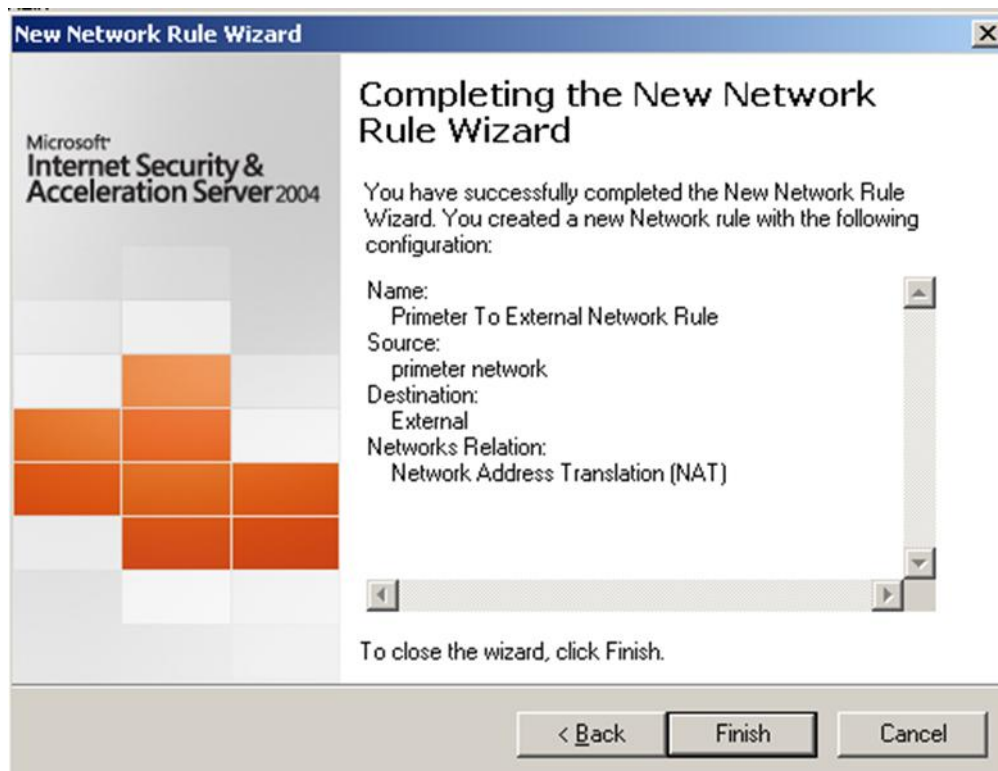 New Network Rule Wizard
Microsoft
Internet Security &
Acceleration Server 2004
Completing the New Network
Rule Wizard
You have successfully completed the New Network Rule
Wizard. You created a new Network rule with the following
configuration:
Name:
Primeter To External Network Rule
Source:
primeter network
Destination:
External
Networks Relation:
Network Address Translation (NAT)
To close the wizard, click Finish.
< Back
Finish
Cancel